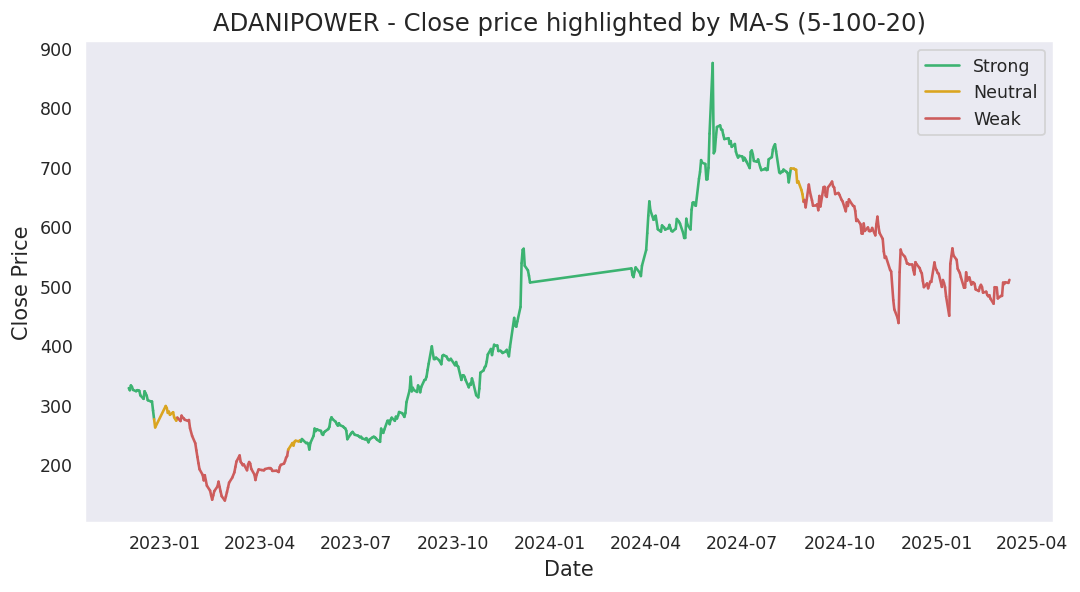 ADANIPOWER - Close price highlighted by MA-S (5-100-20)
Strong
Neutral
Weak
Close Price
900
800
700
600
500
400
300
200
2023-01 2023-04 2023-07 2023-10 2024-01 2024-04 2024-07 2024-10 2025-01 2025-04
Date